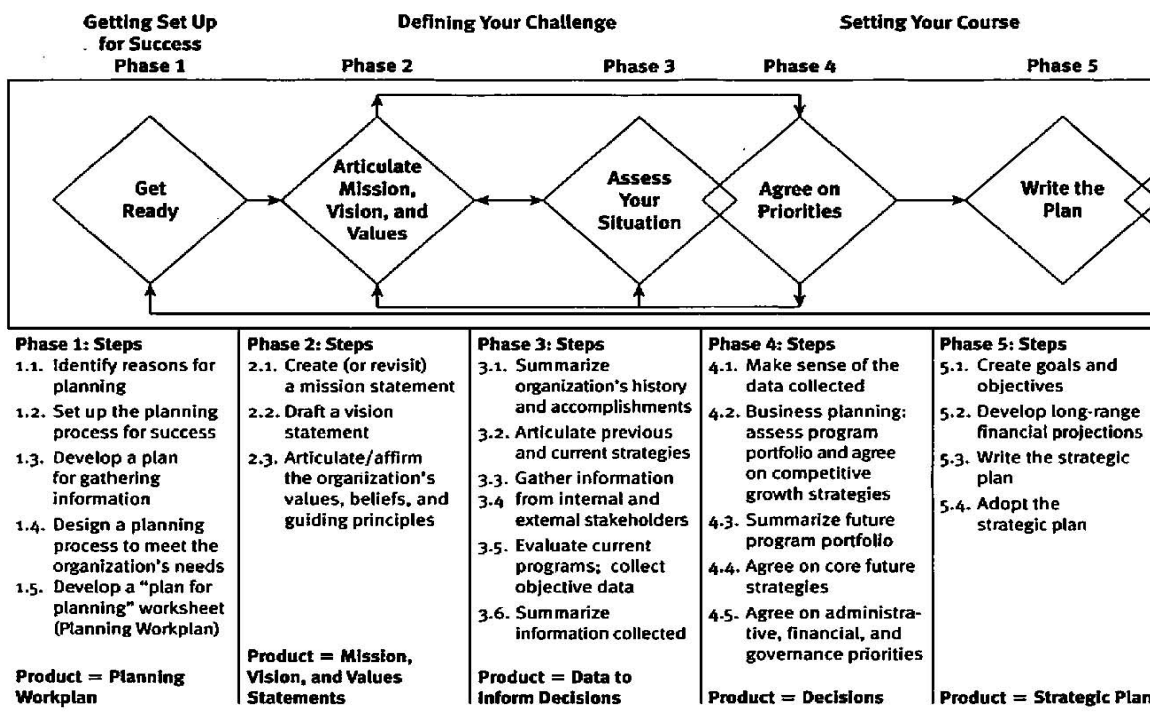 Getting Set Up
for Success
Defining Your Challenge
Setting Your Course
Phase 1
Phase 2
Phase 3
Phase 4
Phase 5
Get
Ready
Articulate
Mission,
Vision, and
Values
Assess
Your
Situation
Agree on
Priorities
Write the
Plan
Phase 1: Steps
1.1. Identify reasons for
planning
1.2. Set up the planning
process for success
1.3. Develop a plan
for gathering
information
1.4. Design a planning
process to meet the
organization's needs
1.5. Develop a "plan for
planning" worksheet
(Planning Workplan)
Product = Planning
Workplan
Phase 2: Steps
2.1. Create (or revisit)
a mission statement
2.2. Draft a vision
statement
2.3. Articulate/affirm
the organization's
values, beliefs, and
guiding principles
Product = Mission,
Vision, and Values
Statements
Phase 3: Steps
3.1. Summarize
organization's history
and accomplishments
3.2. Articulate previous
and current strategies
3.3. Gather information
3.4 from internal and
external stakeholders
3.5. Evaluate current
programs; collect
objective data
3.6. Summarize
information collected
Product = Data to
Inform Decisions
Phase 4: Steps
4.1. Make sense of the
data collected
4.2. Business planning:
assess program
portfolio and agree
on competitive
growth strategies
4.3. Summarize future
program portfolio
4.4. Agree on core future
strategies
4.5. Agree on administra-
tive, financial, and
governance priorities
Product = Decisions
Phase 5: Steps
5.1. Create goals and
objectives
5.2. Develop long-range
financial projections
5.3. Write the strategic
plan
5.4. Adopt the
strategic plan
Product = Strategic Plan